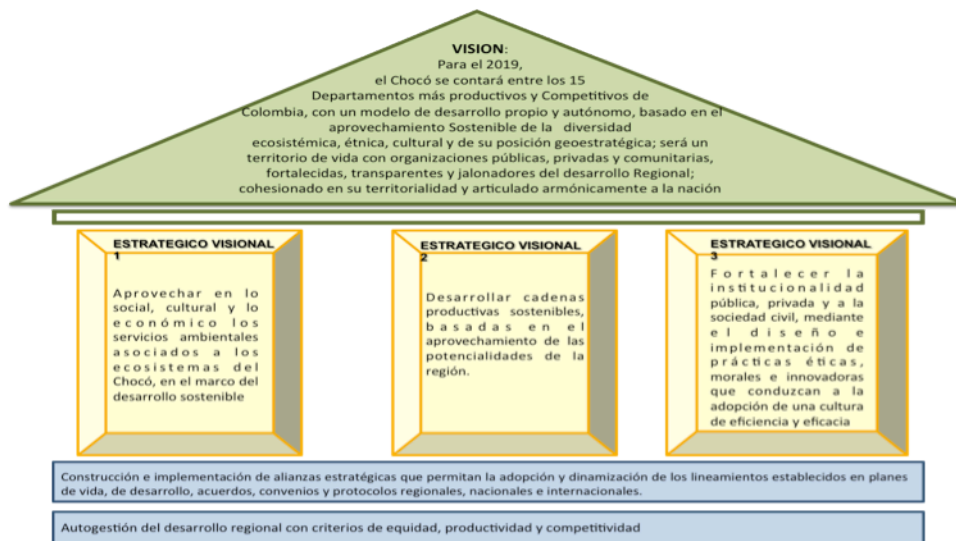 VISION:
Para el 2019,
el Chocó se contará entre los 15
Departamentos más productivos y Competitivos de
Colombia, con un modelo de desarrollo propio y autónomo, basado en el
aprovechamiento Sostenible de la diversidad
ecosistémica, étnica, cultural y de su posición geoestratégica; será un
territorio de vida con organizaciones públicas, privadas y comunitarias,
fortalecidas, transparentes y jalonadores del desarrollo Regional;
cohesionado en su territorialidad y articulado armónicamente a la nación
ESTRATEGICO VISIONAL
1
Aprovechar en lo
social, cultural y lo
económico los
servicios ambientales
asociados a los
ecosistemas del
Chocó, en el marco del
desarrollo sostenible
ESTRATEGICO VISIONAL
2
Desarrollar cadenas
productivas sostenibles,
basadas en el
aprovechamiento de las
potencialidades de la
región.
ESTRATEGICO VISIONAL
3
Fortalecer la
institucionalidad
pública, privada y a la
sociedad civil, mediante
el diseño e
implementación de
prácticas éticas,
morales e innovadoras
que conduzcan a la
adopción de una cultura
de eficiencia y eficacia
Construcción e implementación de alianzas estratégicas que permitan la adopción y dinamización de los lineamientos establecidos en planes
de vida, de desarrollo, acuerdos, convenios y protocolos regionales, nacionales e internacionales.
Autogestión del desarrollo regional con criterios de equidad, productividad y competitividad